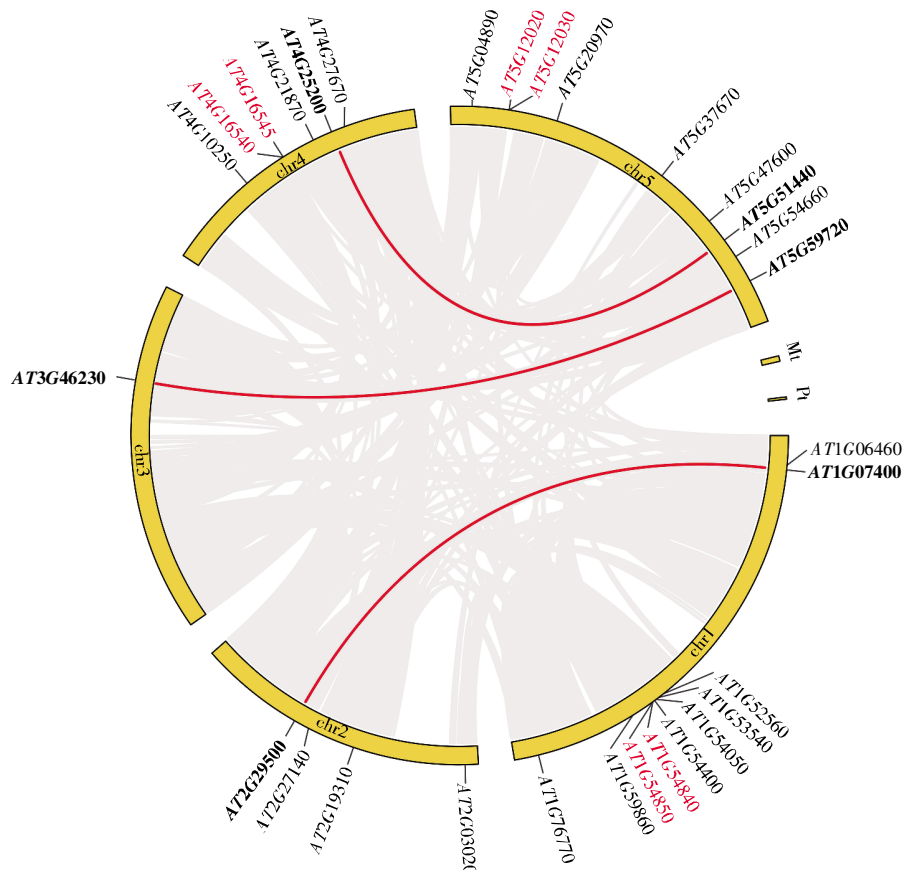 AT4G10250
AT4G16540
AT4G16545
AT4G21870
AT4G25200
AT4G27670
chr4
AT5G04890
AT5G12020
AT5G12030
AT5G20970
AT5G37670
AT5G47600
AT5G51440
AT5G54660
AT5G59720
chr5
Mt
Pt
AT1G06460
AT1G07400
chr1
AT1G52560
AT1G53540
AT1G54050
AT1G54400
AT1G54840
AT1G54850
AT1G59860
AT1G76770
AT2G03020
AT2G19310
AT2G27140
AT2G29500
chr2
chr3
AT3G46230